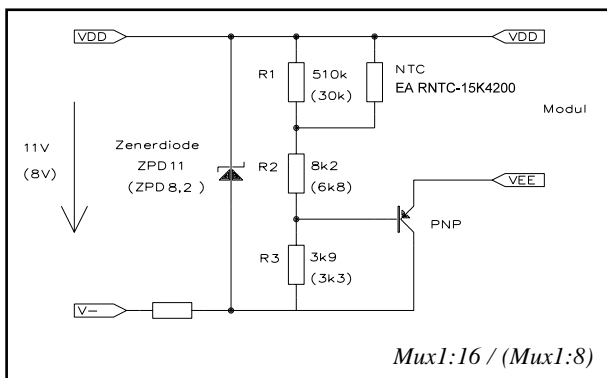 VDD VDD
R1 510k NTC
(30k) EA RNTC-15K4200
Modul
11V Zenerdiode
(8V) ZPD11
(ZPD8,2)
R2 8k2
(6k8)
VEE
PNP
R3 3k9
(3k3)
V-
Mux1:16 / (Mux1:8)